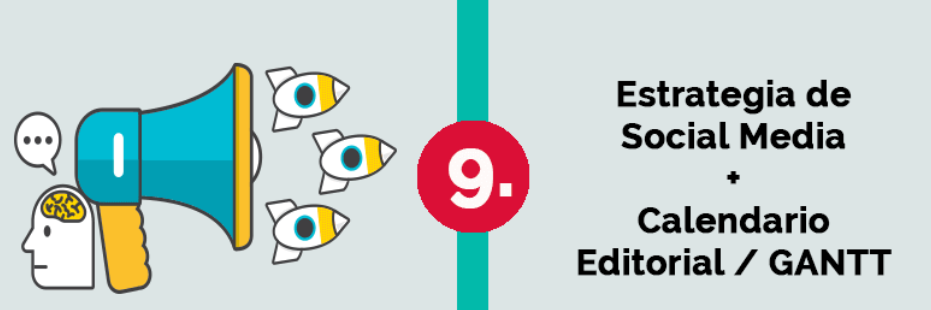 9.
Estrategia de
Social Media
+
Calendario
Editorial / GANTT